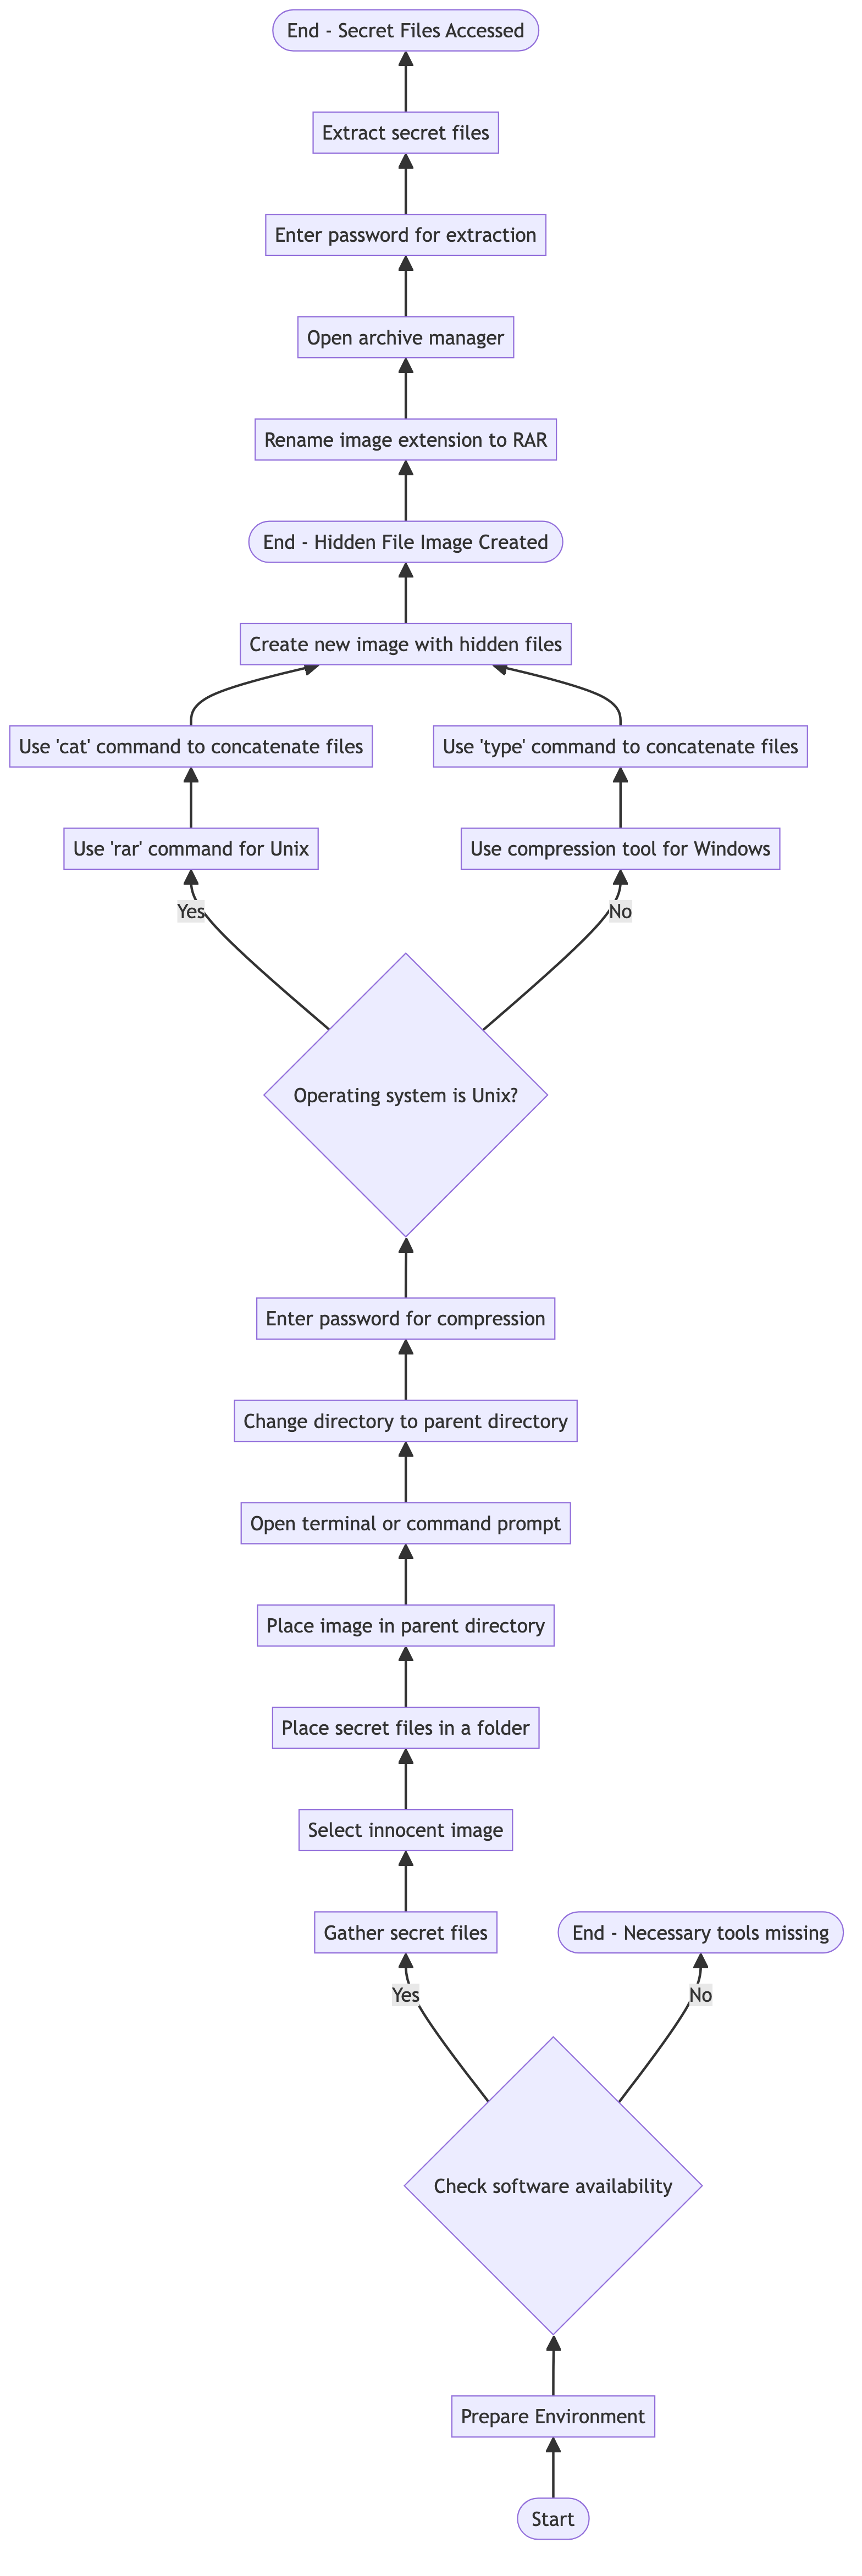 End - Secret Files Accessed
Extract secret files
Enter password for extraction
Open archive manager
Rename image extension to RAR
End - Hidden File Image Created
Create new image with hidden files
Use 'cat' command to concatenate files
Use 'type' command to concatenate files
Use 'rar' command for Unix
Use compression tool for Windows
Yes
No
Operating system is Unix?
Enter password for compression
Change directory to parent directory
Open terminal or command prompt
Place image in parent directory
Place secret files in a folder
Select innocent image
Gather secret files
End - Necessary tools missing
Yes
No
Check software availability
Prepare Environment
Start